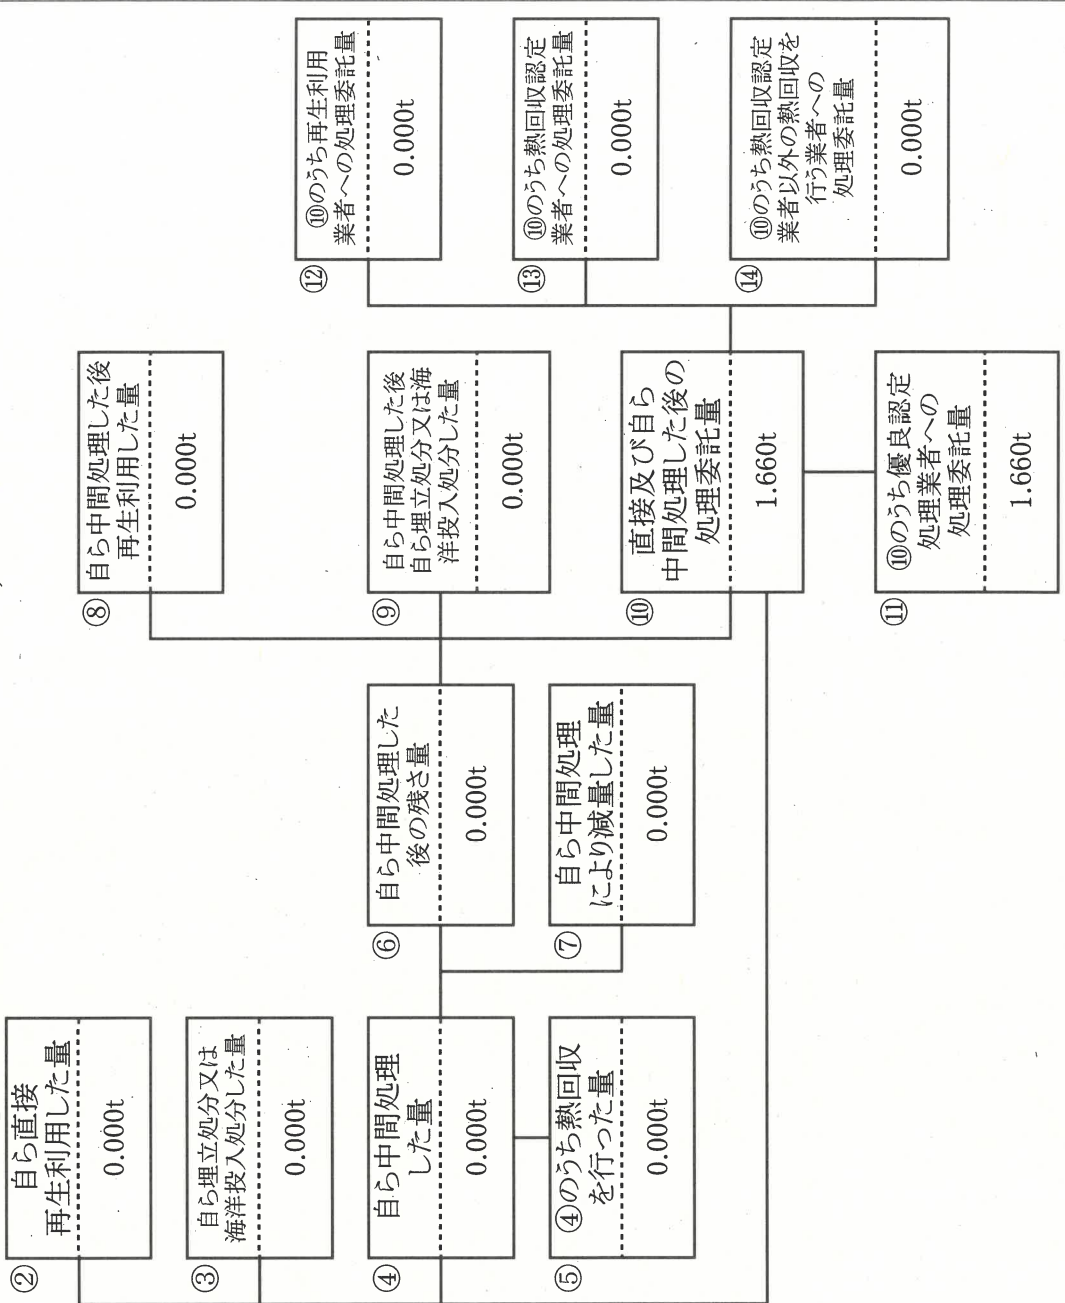 ②
自ら直接
再生利用した量
0.000t
③
自ら埋立処分又は
海洋投入処分した量
0.000t
④
自ら中間処理
した量
0.000t
⑤
④のうち熱回収
を行った量
0.000t
⑥
自ら中間処理した
後の残さ量
0.000t
⑦
自ら中間処理
により減量した量
0.000t
⑧
自ら中間処理した後
再生利用した量
0.000t
⑨
自ら中間処理した後
自ら埋立処分又は海
洋投入処分した量
0.000t
⑩
直接及び自ら
中間処理した後の
処理委託量
1.660t
⑪
⑩のうち優良認定
処理業者への
処理委託量
1.660t
⑫
⑩のうち再生利用
業者への処理委託量
0.000t
⑬
⑩のうち熱回収認定
業者への処理委託量
0.000t
⑭
⑩のうち熱回収認定
業者以外の熱回収を
行う業者への
処理委託量
0.000t